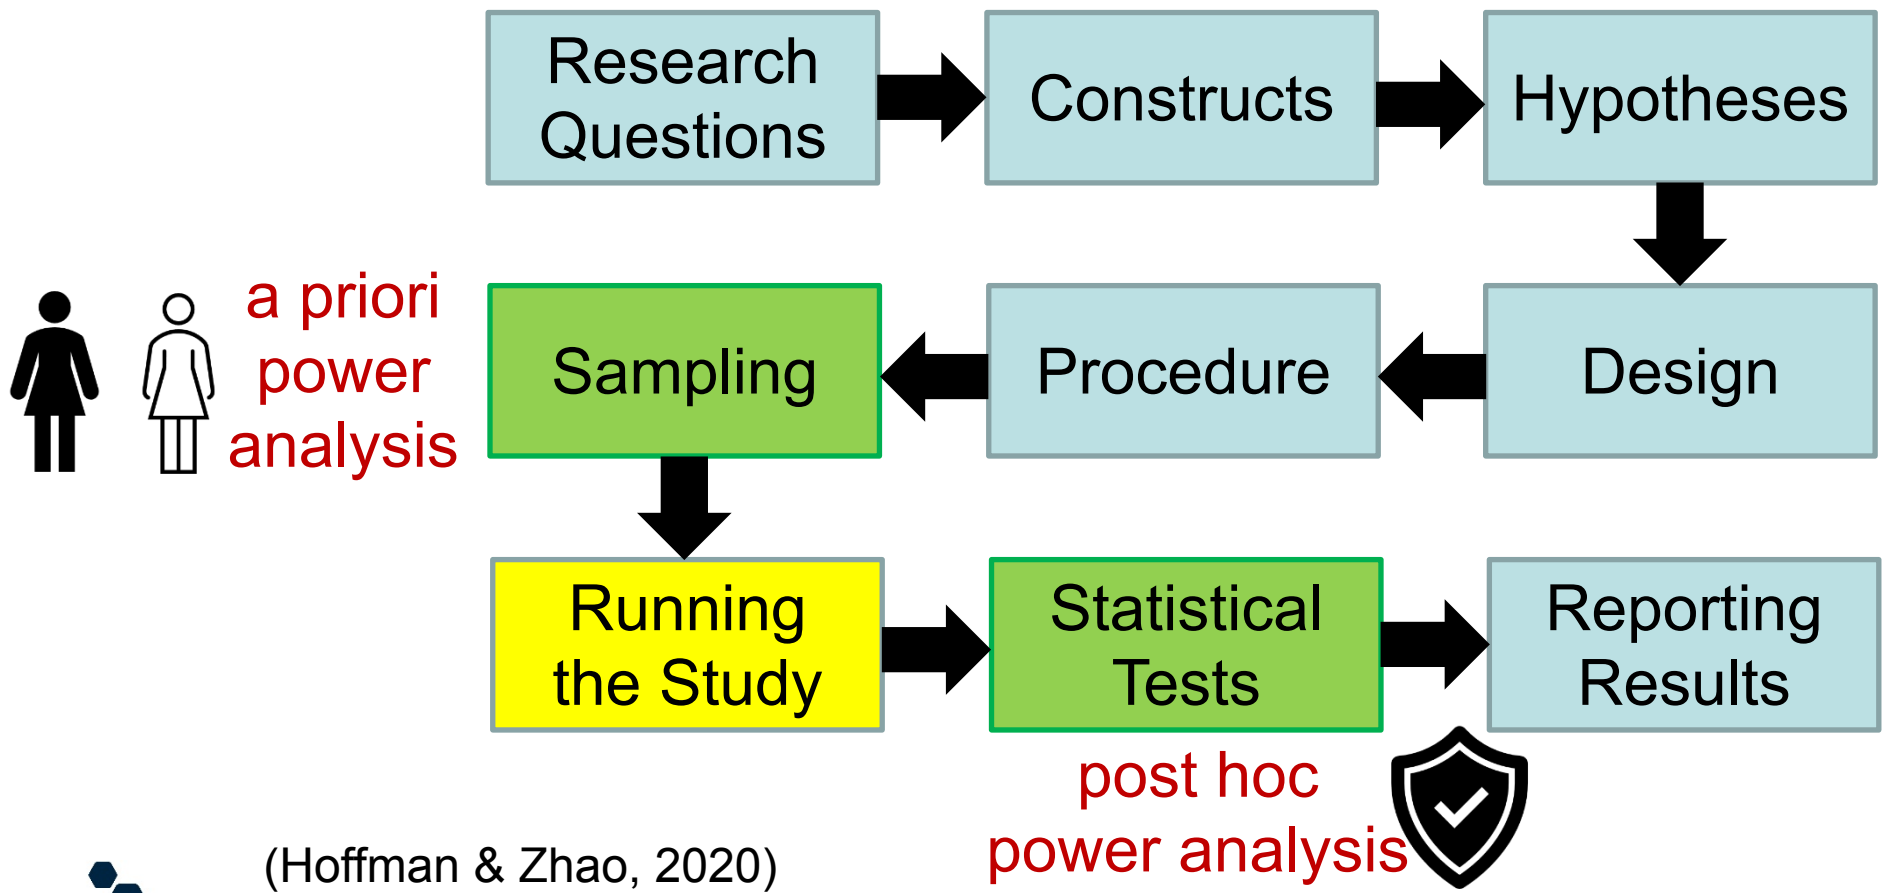 Research
Questions
Constructs
Hypotheses
a priori
power
analysis
Sampling
Procedure
Design
Running
the Study
Statistical
Tests
Reporting
Results
post hoc
power analysis
(Hoffman & Zhao, 2020)